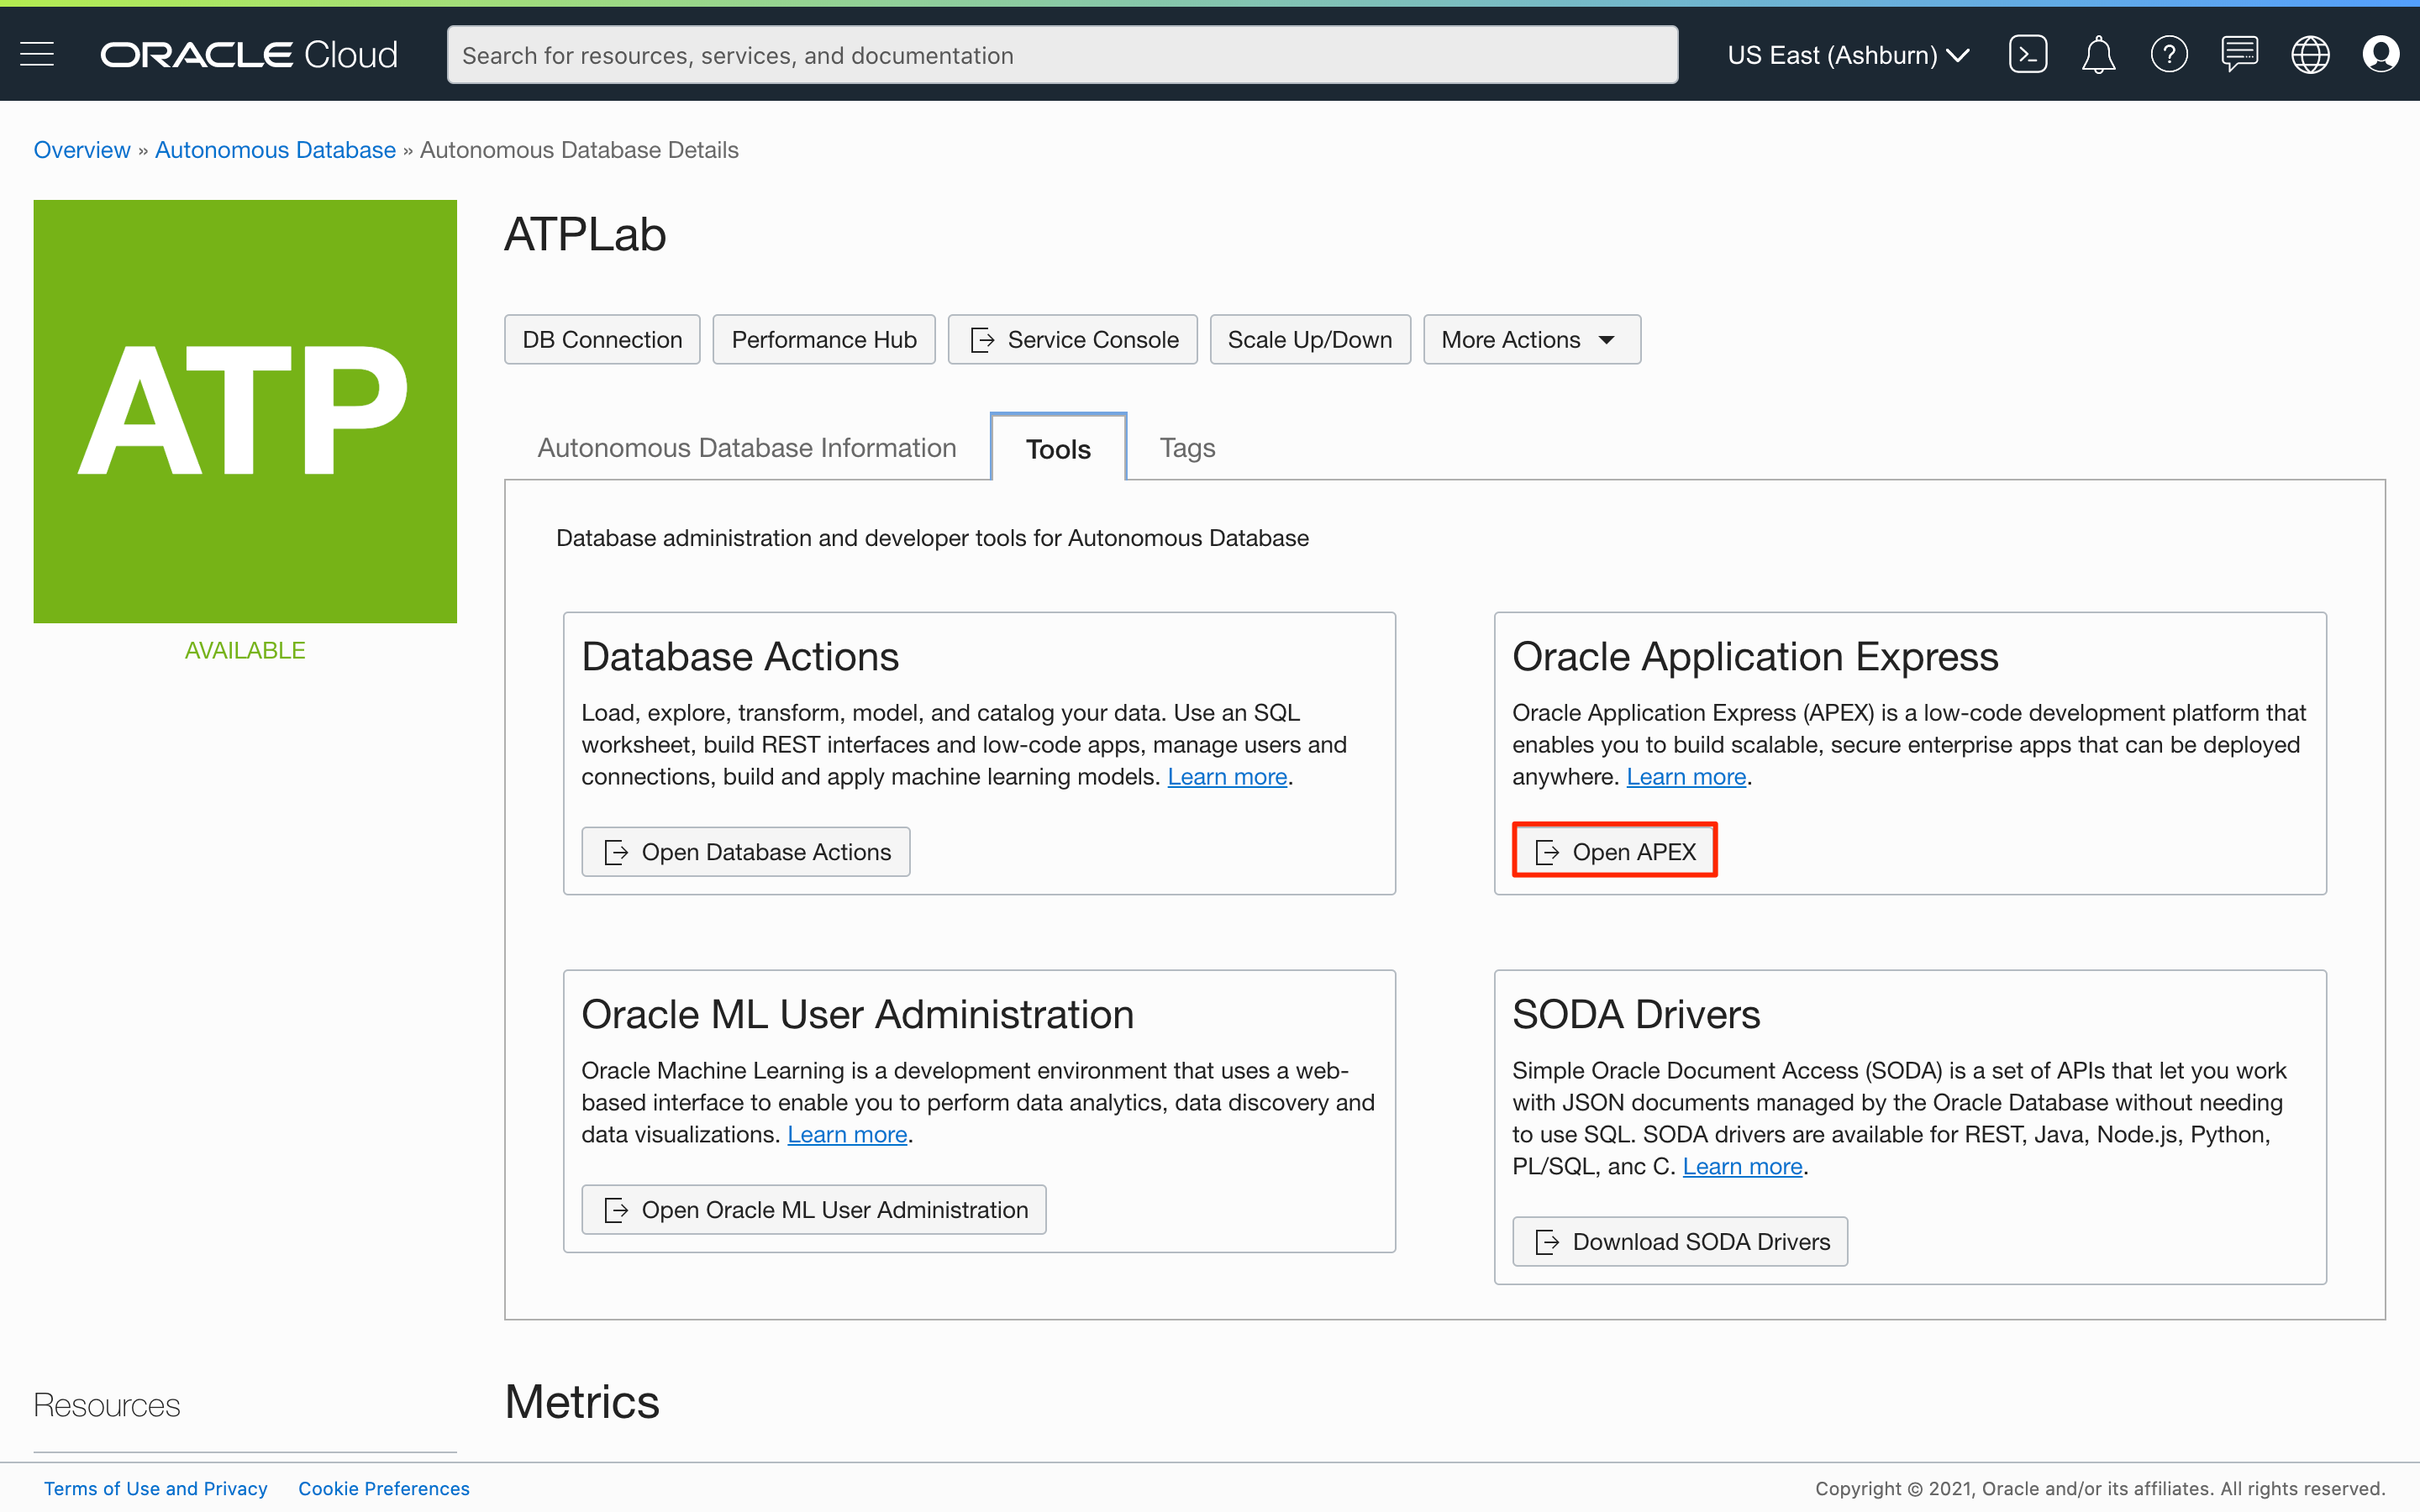 ORACLE Cloud
Search for resources, services, and documentation
US East (Ashburn)
Overview » Autonomous Database » Autonomous Database Details
ATP
AVAILABLE
ATPLab
DB Connection
Performance Hub
Service Console
Scale Up/Down
More Actions
Autonomous Database Information
Tools
Tags
Database administration and developer tools for Autonomous Database
Database Actions
Load, explore, transform, model, and catalog your data. Use an SQL
worksheet, build REST interfaces and low-code apps, manage users and
connections, build and apply machine learning models. Learn more.
Open Database Actions
Oracle Application Express
Oracle Application Express (APEX) is a low-code development platform that
enables you to build scalable, secure enterprise apps that can be deployed
anywhere. Learn more.
Open APEX
Oracle ML User Administration
Oracle Machine Learning is a development environment that uses a web-
based interface to enable you to perform data analytics, data discovery and
data visualizations. Learn more.
Open Oracle ML User Administration
SODA Drivers
Simple Oracle Document Access (SODA) is a set of APIs that let you work
with JSON documents managed by the Oracle Database without needing
to use SQL. SODA drivers are available for REST, Java, Node.js, Python,
PL/SQL, anc C. Learn more.
Download SODA Drivers
Resources
Metrics
Terms of Use and Privacy
Cookie Preferences
Copyright © 2021, Oracle and/or its affiliates. All rights reserved.